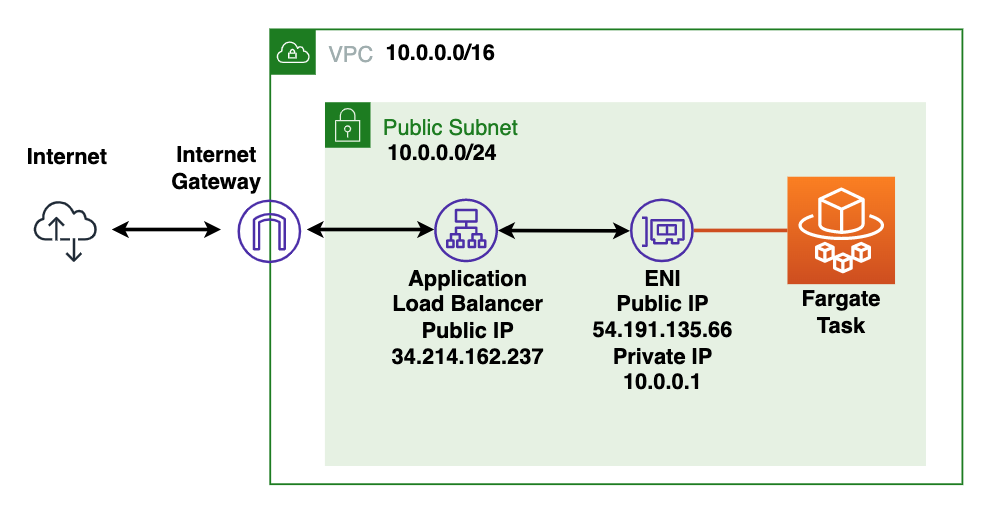 VPC 10.0.0.0/16
Public Subnet
10.0.0.0/24
Internet
Internet
Gateway
Application
Load Balancer
Public IP
34.214.162.237
ENI
Public IP
54.191.135.66
Private IP
10.0.0.1
Fargate
Task